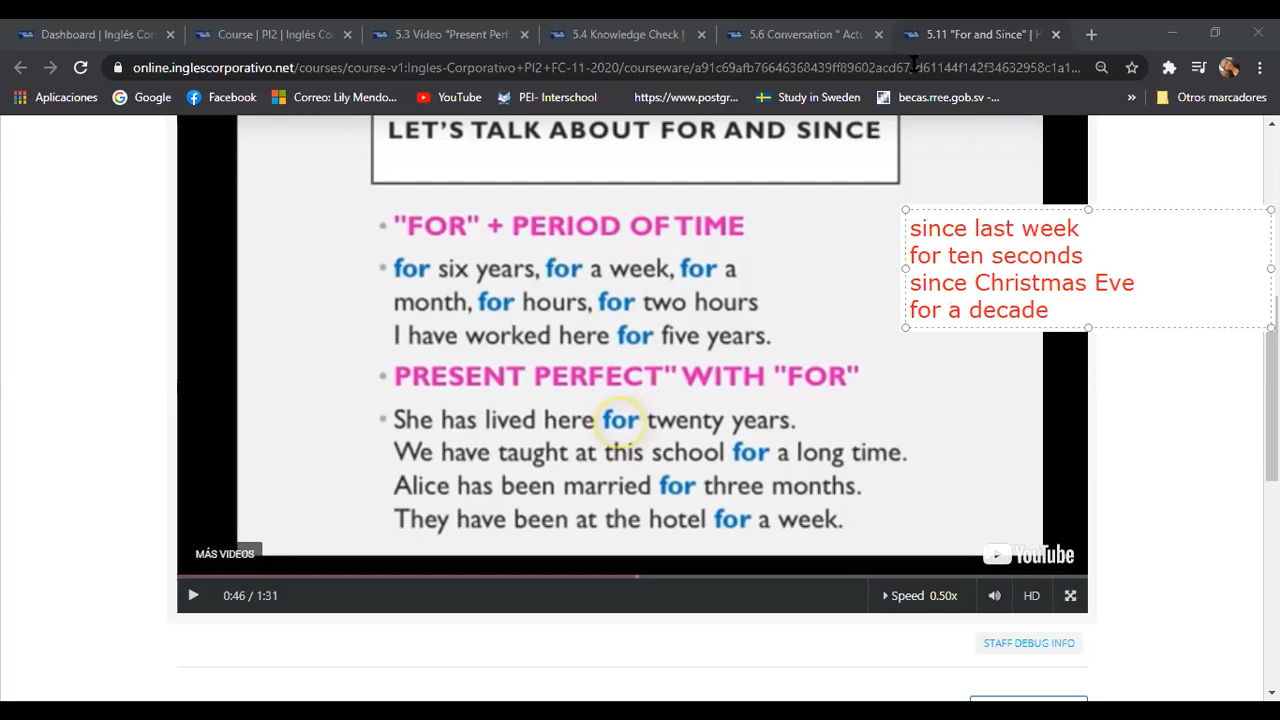 Dashboard | Inglés Cor
Course | PI2 | Inglés Co
5.3 Video "Present Perf
5.4 Knowledge Check |
5.6 Conversation " Actu
5.11 "For and Since" | H
online.inglescorporativo.net/courses/course-v1:Ingles-Corporativo+PI2+FC-11-2020/courseware/
Aplicaciones
Google
Facebook
Correo: Lily Mendo...
YouTube
PEI- Interschool
https://www.postgr...
Study in Sweden
becas.rree.gob.sv -...
»
Otros marcadores
LET'S TALK ABOUT FOR AND SINCE
"FOR" + PERIOD OF TIME
for six years, for a week, for a
month, for hours, for two hours
I have worked here for five years.
PRESENT PERFECT" WITH "FOR"
She has lived here for twenty years.
We have taught at this school for a long time.
Alice has been married for three months.
They have been at the hotel for a week.
since last week
for ten seconds
since Christmas Eve
for a decade
MÁS VIDEOS
YouTube
0:46 / 1:31
Speed 0.50x
HD
STAFF DEBUG INFO